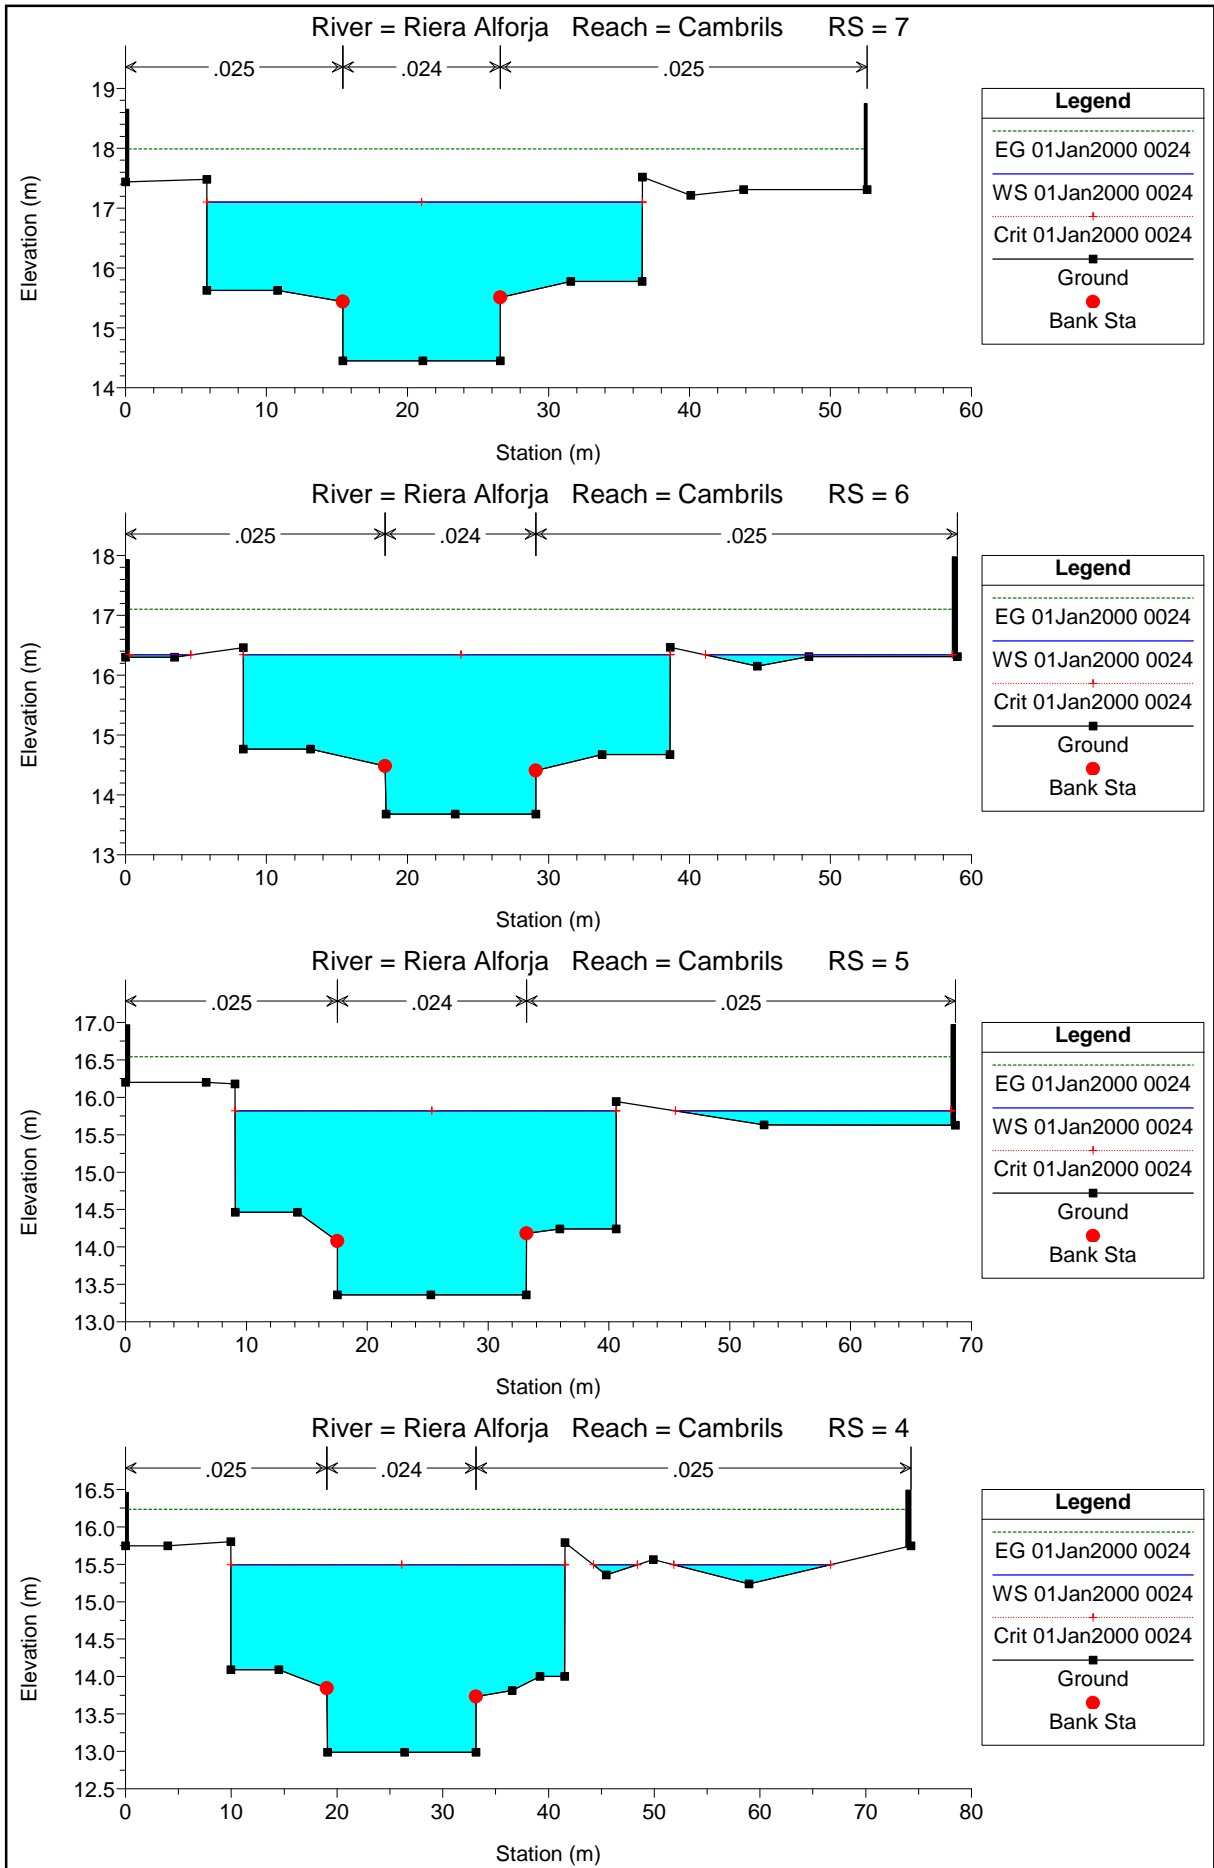 River = Riera Alforja Reach = Cambrils RS = 7
.025 .024 .025
19
18
17
16
15
14
Elevation (m)
0 10 20 30 40 50 60
Station (m)
Legend
EG 01Jan2000 0024
WS 01Jan2000 0024
Crit 01Jan2000 0024
Ground
Bank Sta
River = Riera Alforja Reach = Cambrils RS = 6
.025 .024 .025
18
17
16
15
14
13
Elevation (m)
0 10 20 30 40 50 60
Station (m)
Legend
EG 01Jan2000 0024
WS 01Jan2000 0024
Crit 01Jan2000 0024
Ground
Bank Sta
River = Riera Alforja Reach = Cambrils RS = 5
.025 .024 .025
17.0
16.5
16.0
15.5
15.0
14.5
14.0
13.5
13.0
Elevation (m)
0 10 20 30 40 50 60 70
Station (m)
Legend
EG 01Jan2000 0024
WS 01Jan2000 0024
Crit 01Jan2000 0024
Ground
Bank Sta
River = Riera Alforja Reach = Cambrils RS = 4
.025 .024 .025
16.5
16.0
15.5
15.0
14.5
14.0
13.5
13.0
12.5
Elevation (m)
0 10 20 30 40 50 60 70 80
Station (m)
Legend
EG 01Jan2000 0024
WS 01Jan2000 0024
Crit 01Jan2000 0024
Ground
Bank Sta